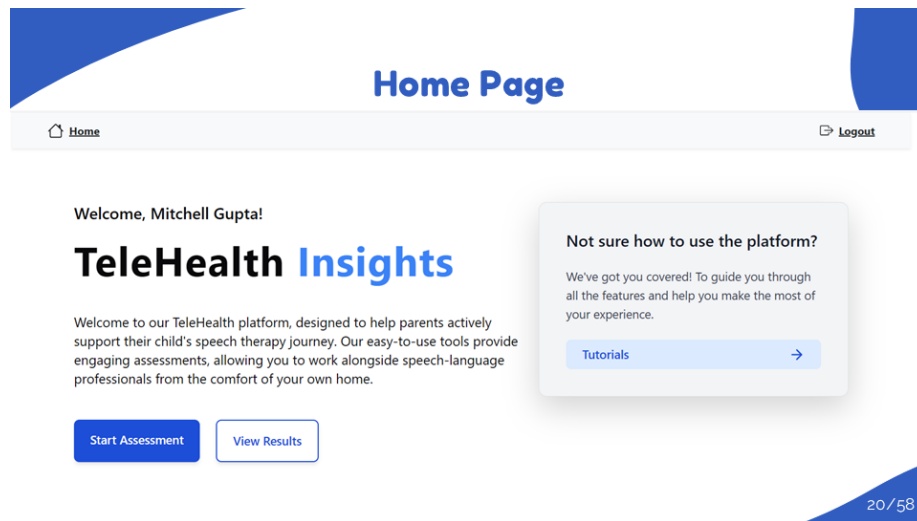 Home Page
Home
Logout
Welcome, Mitchell Gupta!
TeleHealth Insights
Welcome to our TeleHealth platform, designed to help parents actively
support their child's speech therapy journey. Our easy-to-use tools provide
engaging assessments, allowing you to work alongside speech-language
professionals from the comfort of your own home.
Start Assessment
View Results
Not sure how to use the platform?
We've got you covered! To guide you through
all the features and help you make the most of
your experience.
Tutorials
20/58